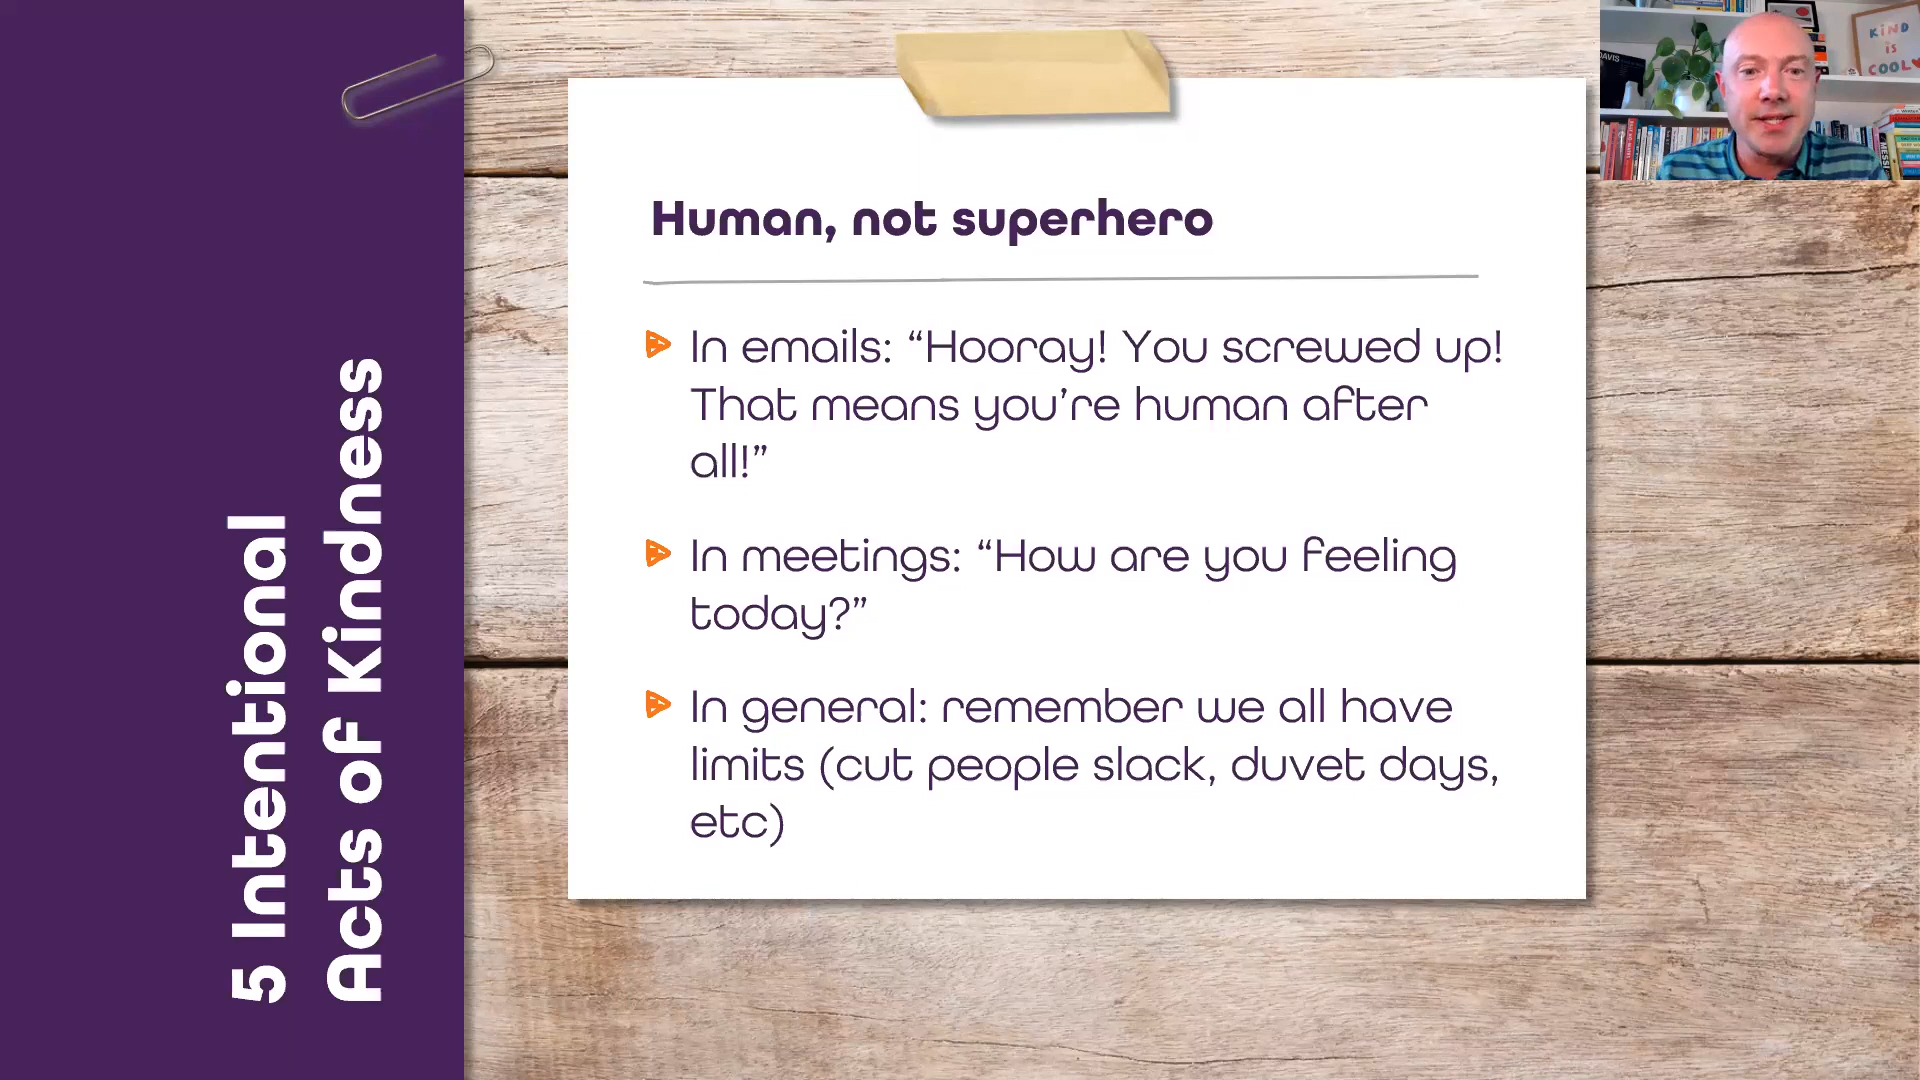 5 Intentional
Acts of Kindness
Human, not superhero
In emails: “Hooray! You screwed up!
That means you’re human after
all!”
In meetings: “How are you feeling
today?”
In general: remember we all have
limits (cut people slack, duvet days,
etc)
KiND
iS
COOL
DAVIS
MESSI